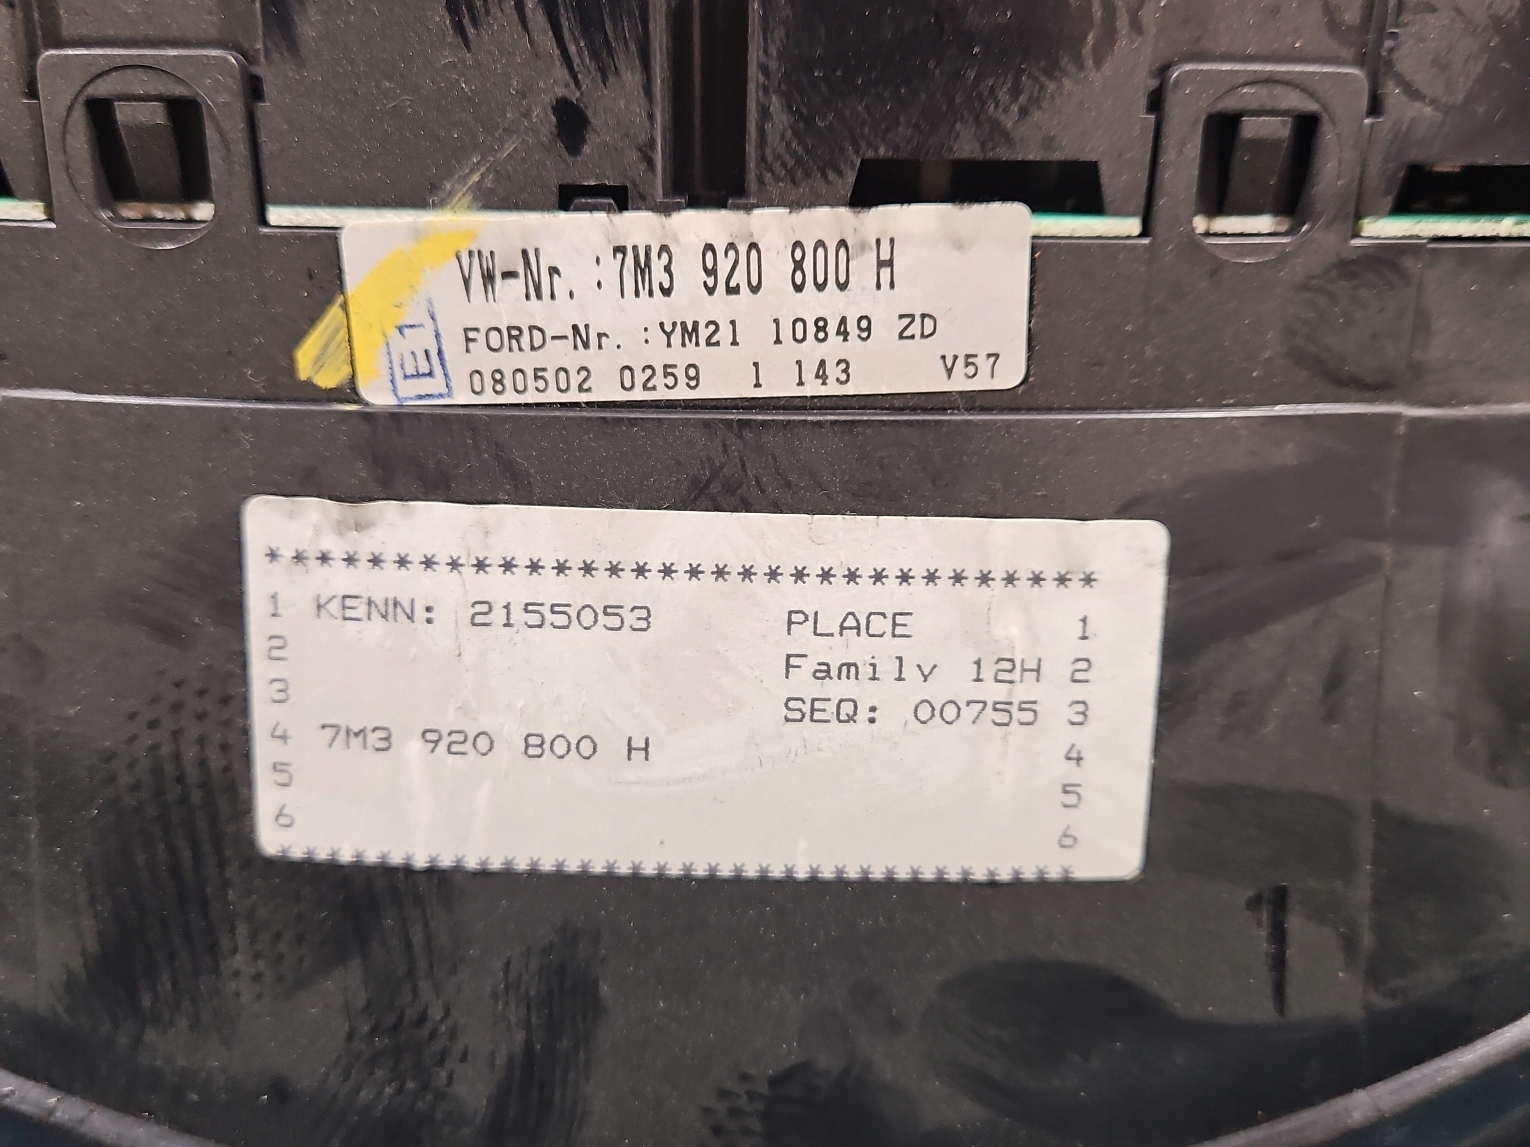 VW-Nr.:7M3 920 800 H
FORD-Nr.:YM21 10849 ZD
080502 0259 1 143 V57
E1
*******************************
1 KENN: 2155053 PLACE 1
2 Family 12H 2
3 SEQ: 00755 3
4 7M3 920 800 H 4
5 5
6 6
*******************************